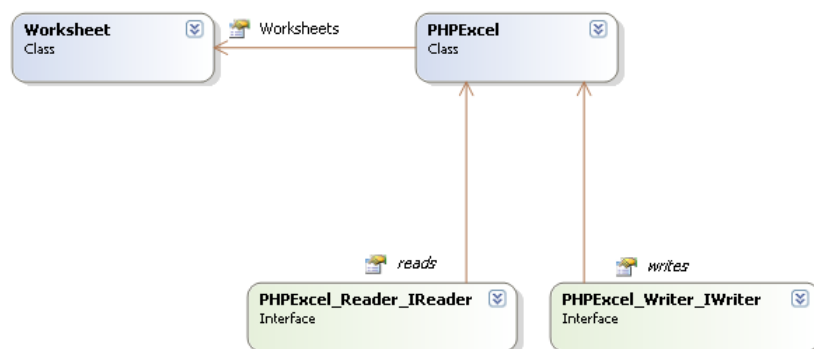 Worksheet
Class
Worksheets
PHPExcel
Class
reads
writes
PHPExcel_Reader_IReader
Interface
PHPExcel_Writer_IWriter
Interface